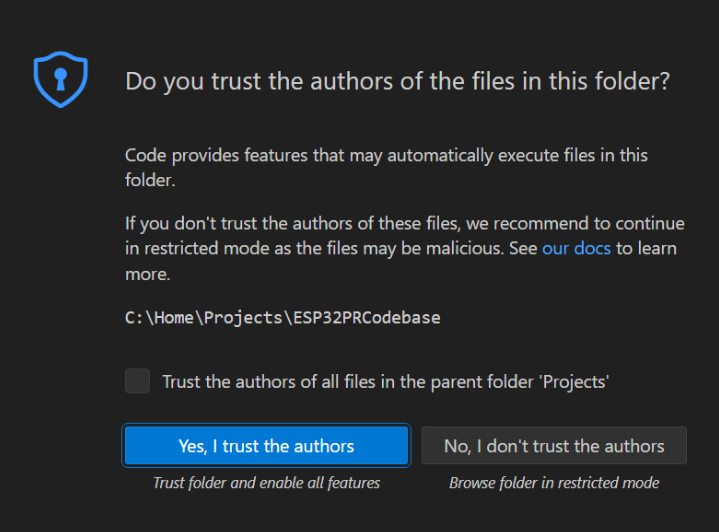 Do you trust the authors of the files in this folder?
Code provides features that may automatically execute files in this
folder.
If you don't trust the authors of these files, we recommend to continue
in restricted mode as the files may be malicious. See our docs to learn
more.
C:\Home\Projects\ESP32PRCodebase
Trust the authors of all files in the parent folder 'Projects'
Yes, I trust the authors No, I don't trust the authors
Trust folder and enable all features Browse folder in restricted mode